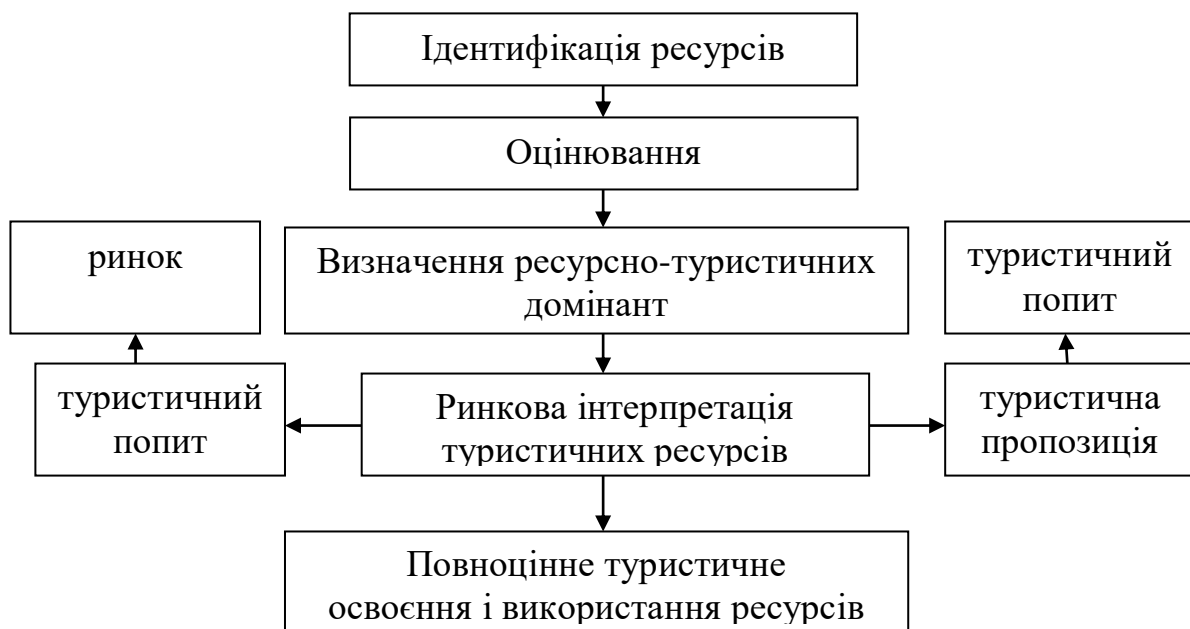 Ідентифікація ресурсів
Оцінювання
ринок
Визначення ресурсно-туристичних
домінант
туристичний
попит
туристичний
попит
Ринкова інтерпретація
туристичних ресурсів
туристична
пропозиція
Повноцінне туристичне
освоєння і використання ресурсів